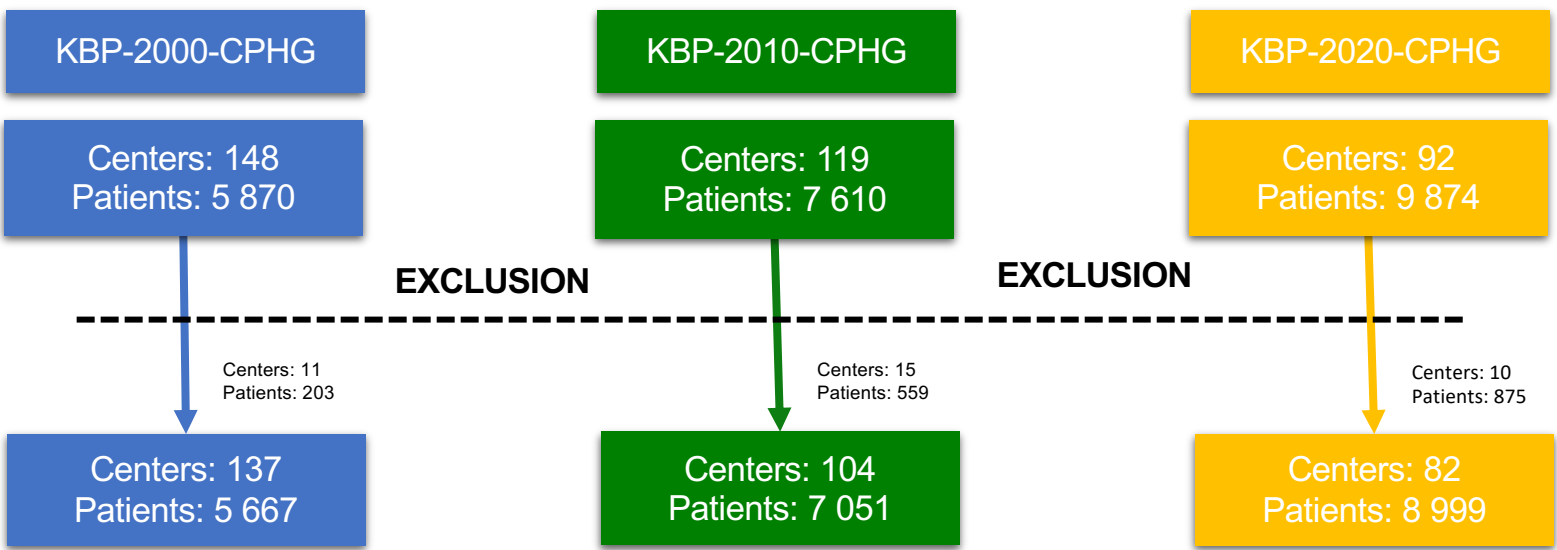 KBP-2000-CPHG
KBP-2010-CPHG
KBP-2020-CPHG
Centers: 148
Patients: 5 870
Centers: 119
Patients: 7 610
Centers: 92
Patients: 9 874
EXCLUSION
EXCLUSION
Centers: 11
Patients: 203
Centers: 15
Patients: 559
Centers: 10
Patients: 875
Centers: 137
Patients: 5 667
Centers: 104
Patients: 7 051
Centers: 82
Patients: 8 999